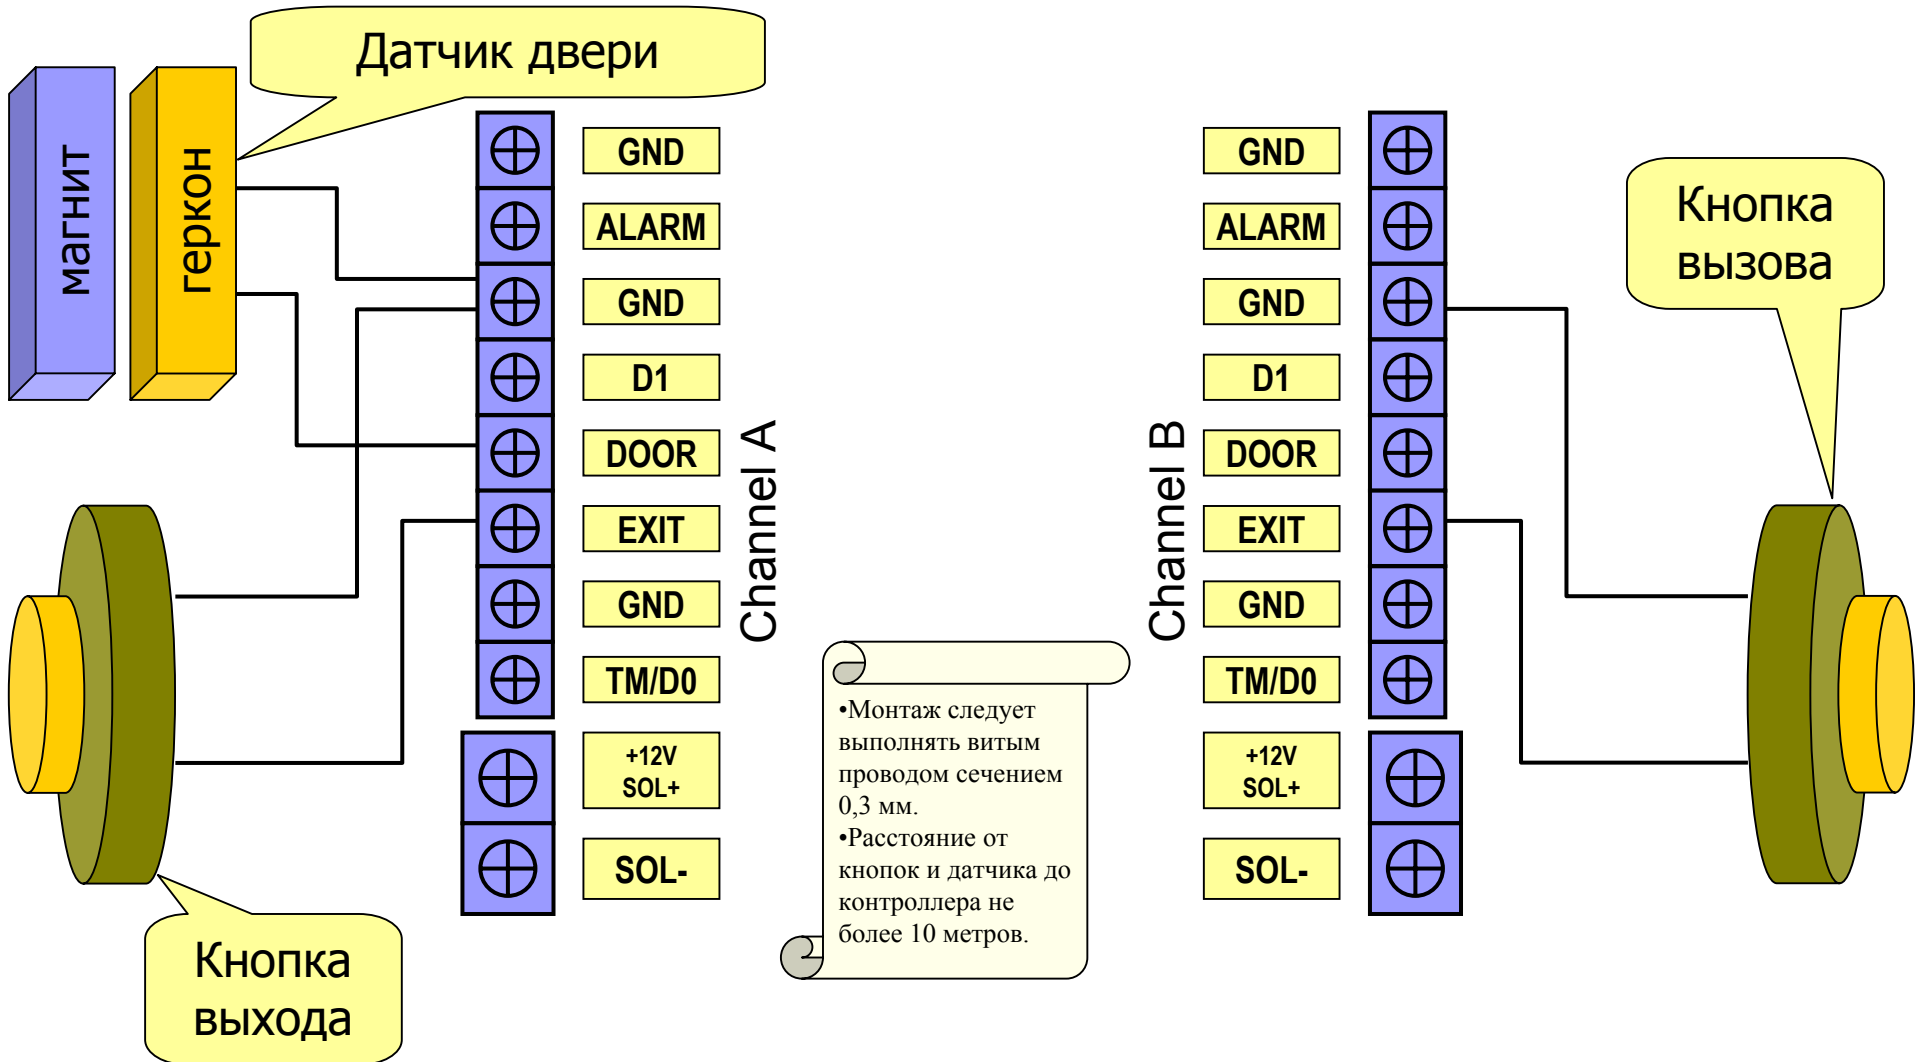 Датчик двери
магнит
геркон
GND
ALARM
GND
D1
DOOR
EXIT
GND
TM/D0
+12V
SOL+
SOL-
Channel A
Кнопка
выхода
•Монтаж следует
выполнять витым
проводом сечением
0,3 мм.
•Расстояние от
кнопок и датчика до
контроллера не
более 10 метров.
Channel B
GND
ALARM
GND
D1
DOOR
EXIT
GND
TM/D0
+12V
SOL+
SOL-
Кнопка
вызова